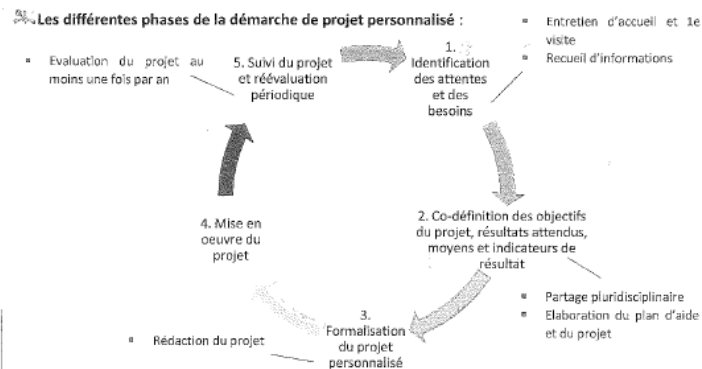 Les différentes phases de la démarche de projet personnalisé :
Entretien d'accueil et 1e
visite
Recueil d'informations
1.
Identification
des attentes
et des
besoins
2. Co-définition des objectifs
du projet, résultats attendus,
moyens et indicateurs de
résultat
Partage pluridisciplinaire
Elaboration du plan d'aide
et du projet
3.
Formalisation
du projet
personnalisé
Rédaction du projet
4. Mise en
oeuvre du
projet
5. Suivi du projet
et réévaluation
périodique
Evaluation du projet au
moins une fois par an